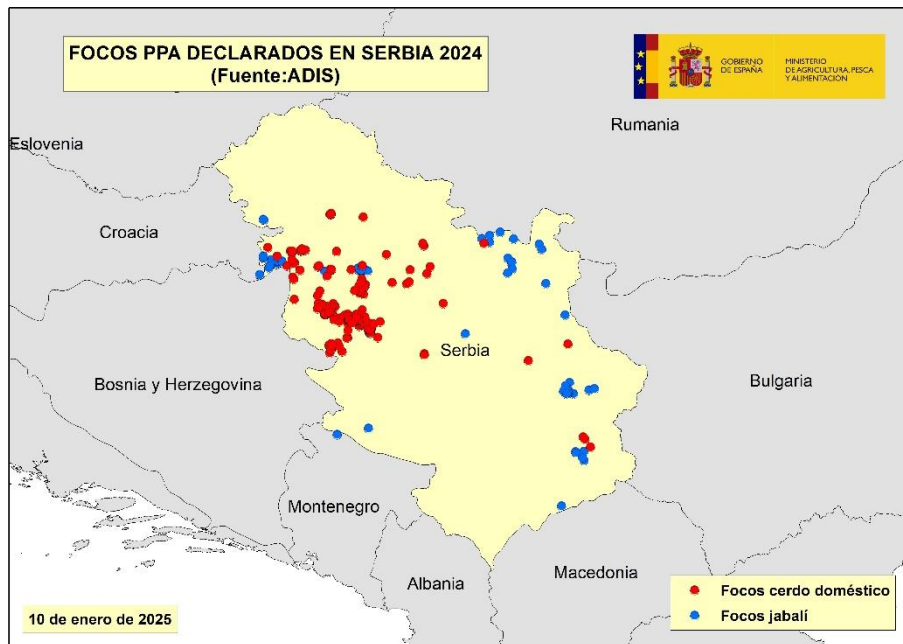 FOCOS PPA DECLARADOS EN SERBIA 2024
(Fuente:ADIS)
GOBIERNO
DE ESPAÑA
MINISTERIO
DE AGRICULTURA, PESCA
Y ALIMENTACIÓN
Rumania
Eslovenia
Croacia
Serbia
Bosnia y Herzegovina
Bulgaria
Montenegro
Albania
Macedonia
Focos cerdo doméstico
Focos jabalí
10 de enero de 2025